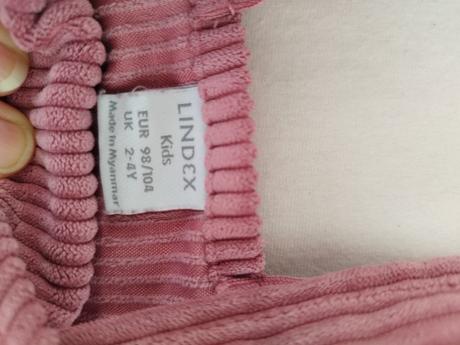 LINDEX
Kids
EUR 98/104
UK 2-4Y
Made in Myanmar